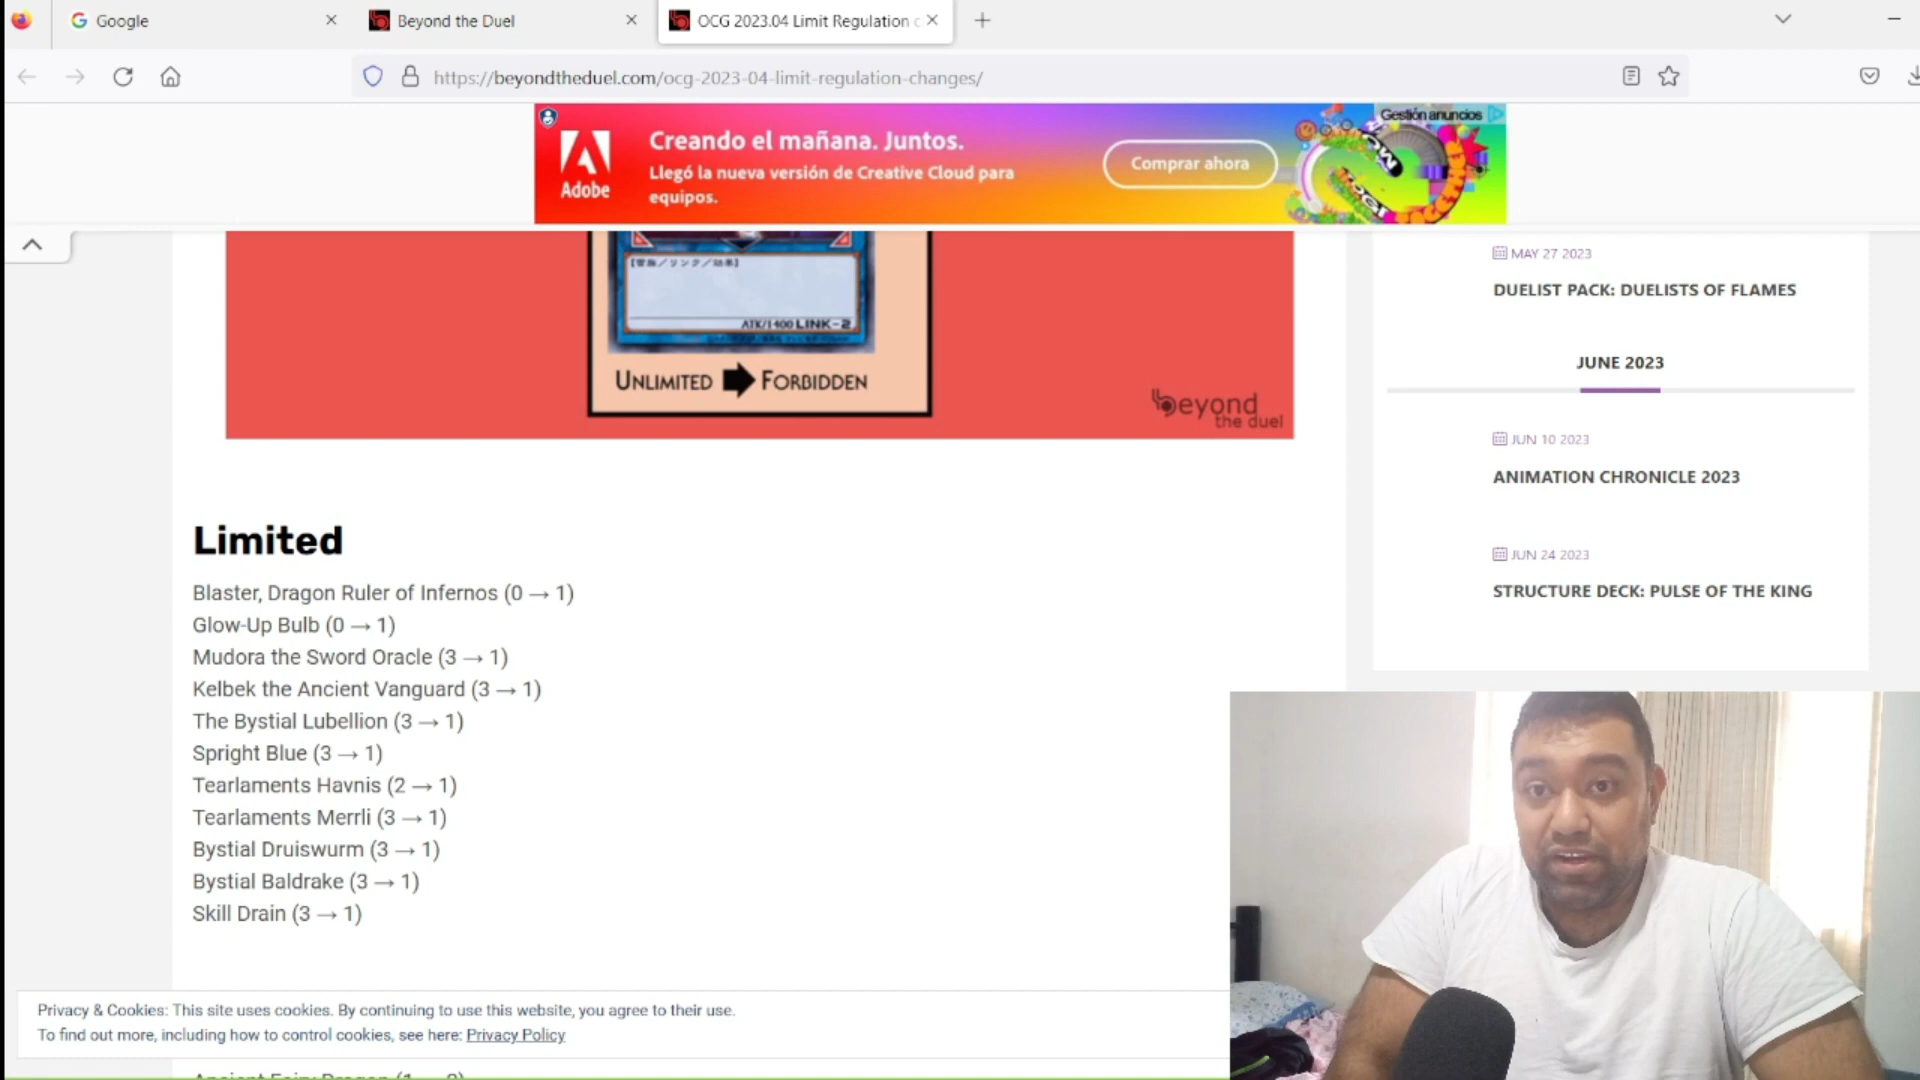 Google
Beyond the Duel
OCG 2023.04 Limit Regulation c
https://beyondtheduel.com/ocg-2023-04-limit-regulation-changes/
Adobe
Creando el mañana. Juntos.
Llegó la nueva versión de Creative Cloud para
equipos.
Comprar ahora
Gestión anuncios
ATK/1400 LINK-2
UNLIMITED FORBIDDEN
beyond
the duel
Limited
Blaster, Dragon Ruler of Infernos (0 → 1)
Glow-Up Bulb (0 → 1)
Mudora the Sword Oracle (3 → 1)
Kelbek the Ancient Vanguard (3 → 1)
The Bystial Lubellion (3 → 1)
Spright Blue (3 → 1)
Tearlaments Havnis (2 → 1)
Tearlaments Merrli (3 → 1)
Bystial Druiswurm (3 → 1)
Bystial Baldrake (3 → 1)
Skill Drain (3 → 1)
MAY 27 2023
DUELIST PACK: DUELISTS OF FLAMES
JUNE 2023
JUN 10 2023
ANIMATION CHRONICLE 2023
JUN 24 2023
STRUCTURE DECK: PULSE OF THE KING
Privacy & Cookies: This site uses cookies. By continuing to use this website, you agree to their use.
To find out more, including how to control cookies, see here: Privacy Policy